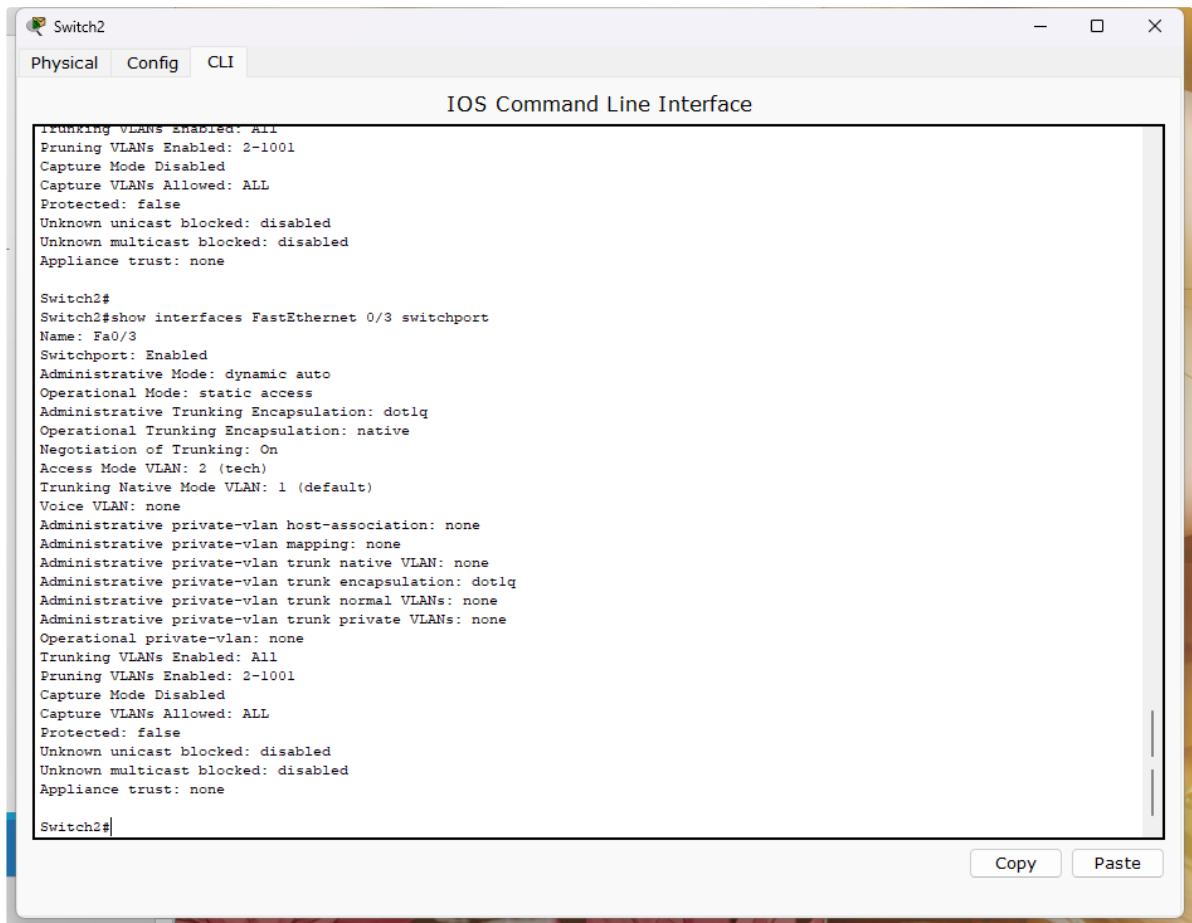 Switch2
Physical Config CLI
IOS Command Line Interface
Trunking VLANs Enabled: All
Pruning VLANs Enabled: 2-1001
Capture Mode Disabled
Capture VLANs Allowed: ALL
Protected: false
Unknown unicast blocked: disabled
Unknown multicast blocked: disabled
Appliance trust: none
Switch2#
Switch2#show interfaces FastEthernet 0/3 switchport
Name: Fa0/3
Switchport: Enabled
Administrative Mode: dynamic auto
Operational Mode: static access
Administrative Trunking Encapsulation: dot1q
Operational Trunking Encapsulation: native
Negotiation of Trunking: On
Access Mode VLAN: 2 (tech)
Trunking Native Mode VLAN: 1 (default)
Voice VLAN: none
Administrative private-vlan host-association: none
Administrative private-vlan mapping: none
Administrative private-vlan trunk native VLAN: none
Administrative private-vlan trunk encapsulation: dot1q
Administrative private-vlan trunk normal VLANs: none
Administrative private-vlan trunk private VLANs: none
Operational private-vlan: none
Trunking VLANs Enabled: All
Pruning VLANs Enabled: 2-1001
Capture Mode Disabled
Capture VLANs Allowed: ALL
Protected: false
Unknown unicast blocked: disabled
Unknown multicast blocked: disabled
Appliance trust: none
Switch2#
Copy Paste